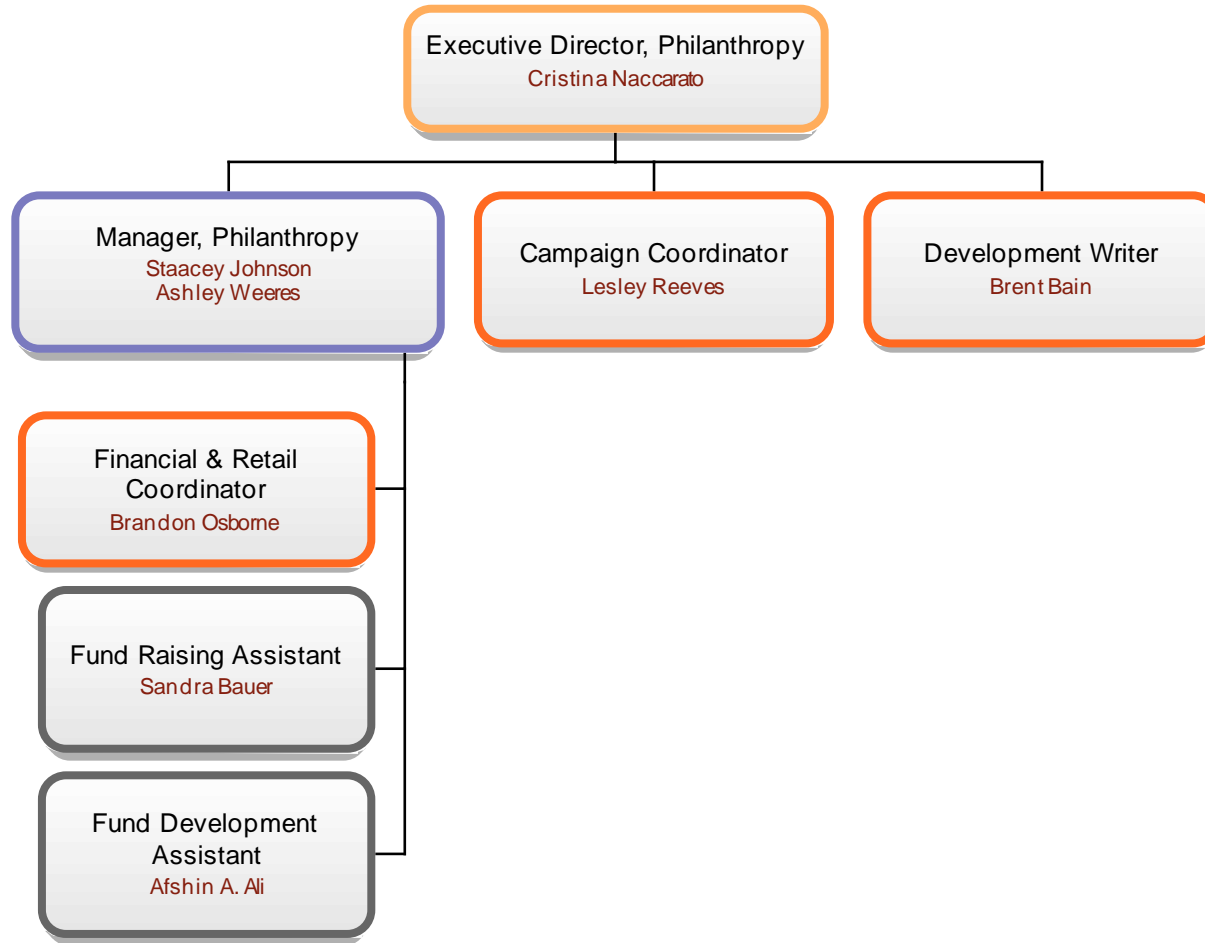 Executive Director, Philanthropy
Cristina Naccarato
Manager, Philanthropy
Staacey Johnson
Ashley Weeres
Campaign Coordinator
Lesley Reeves
Development Writer
Brent Bain
Financial & Retail
Coordinator
Brandon Osborne
Fund Raising Assistant
Sandra Bauer
Fund Development
Assistant
Afshin A. Ali